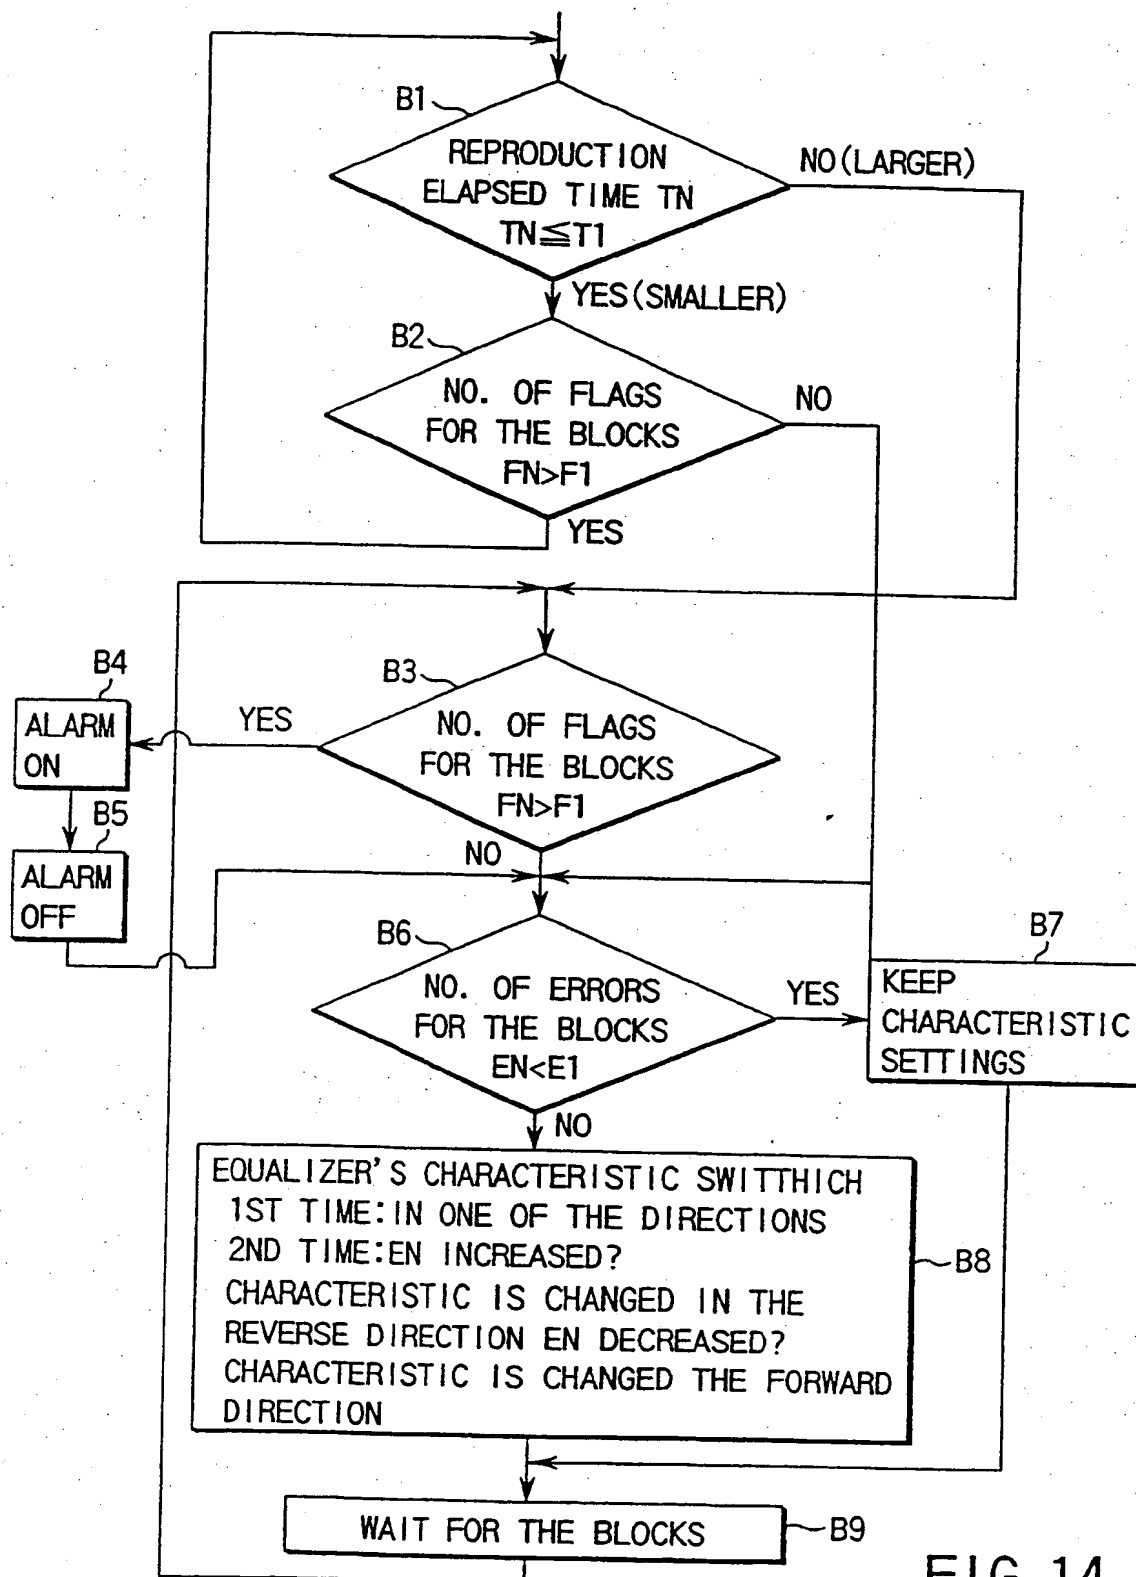 B1
REPRODUCTION
ELAPSED TIME TN
TN≦T1
NO(LARGER)
YES(SMALLER)
B2
NO. OF FLAGS
FOR THE BLOCKS
FN>F1
NO
YES
B3
NO. OF FLAGS
FOR THE BLOCKS
FN>F1
YES
B4
ALARM
ON
B5
ALARM
OFF
NO
B6
NO. OF ERRORS
FOR THE BLOCKS
EN<E1
YES
B7
KEEP
CHARACTERISTIC
SETTINGS
NO
EQUALIZER'S CHARACTERISTIC SWITTHICH
1ST TIME:IN ONE OF THE DIRECTIONS
2ND TIME:EN INCREASED?
CHARACTERISTIC IS CHANGED IN THE
REVERSE DIRECTION EN DECREASED?
CHARACTERISTIC IS CHANGED THE FORWARD
DIRECTION
B8
WAIT FOR THE BLOCKS
B9
FIG. 14